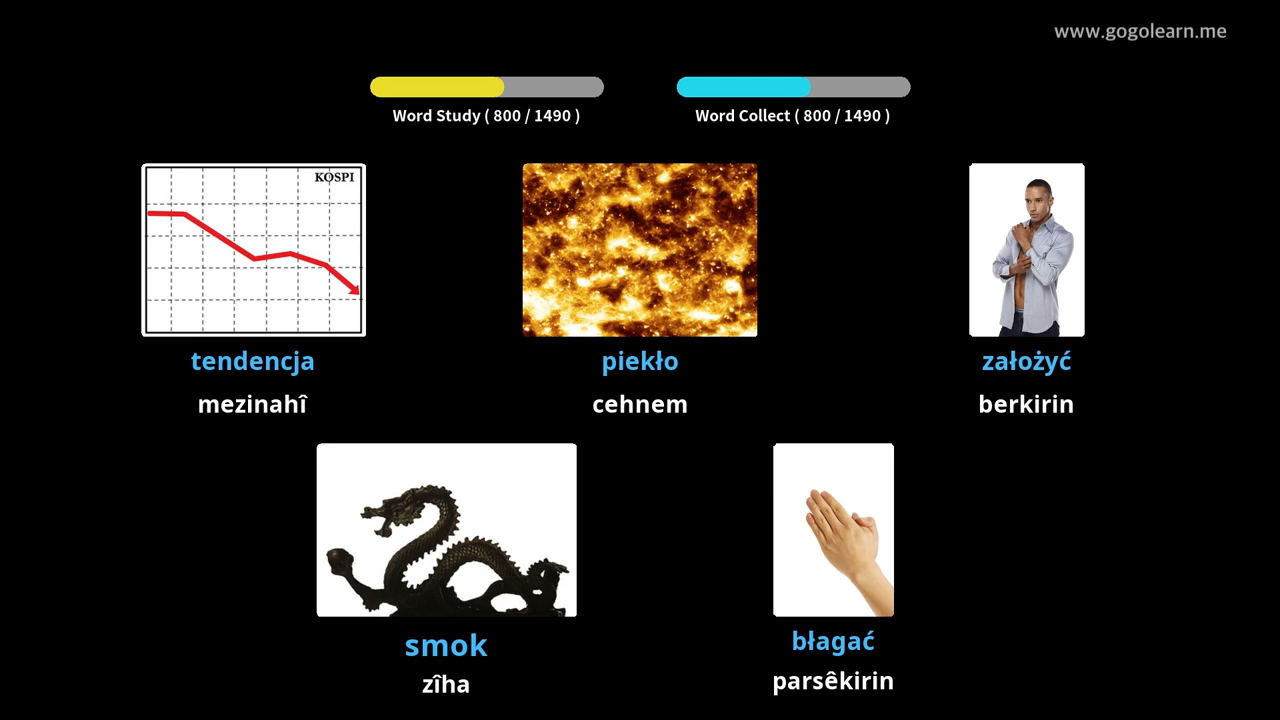 www.gogolearn.me
Word Study ( 800 / 1490 )
Word Collect ( 800 / 1490 )
KOSPI
tendencja
mezinahî
piekło
cehnem
założyć
berkirin
smok
zîha
błagać
parsêkirin